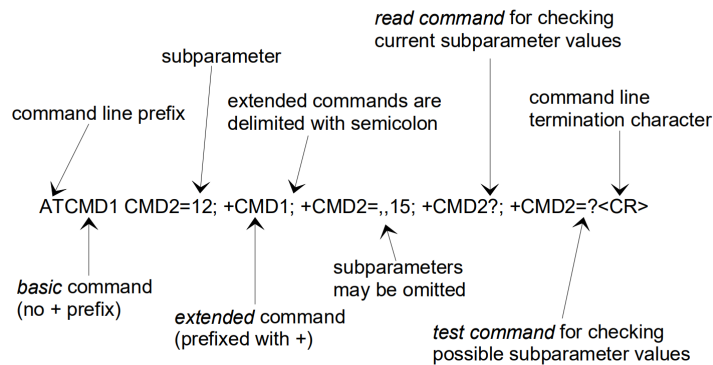 read command for checking
current subparameter values
subparameter
extended commands are
delimited with semicolon
command line
termination character
command line prefix
ATCMD1 CMD2=12; +CMD1; +CMD2=,,15; +CMD2?; +CMD2=?<CR>
basic command
(no + prefix)
extended command
(prefixed with +)
subparameters
may be omitted
test command for checking
possible subparameter values